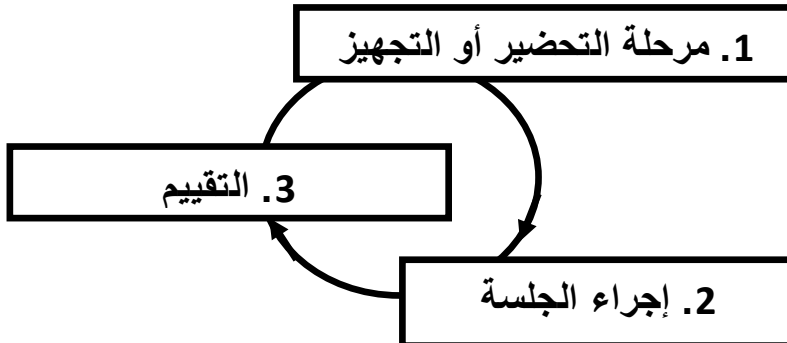 1. مرحلة التحضير أو التجهيز
3. التقييم
2. إجراء الجلسة